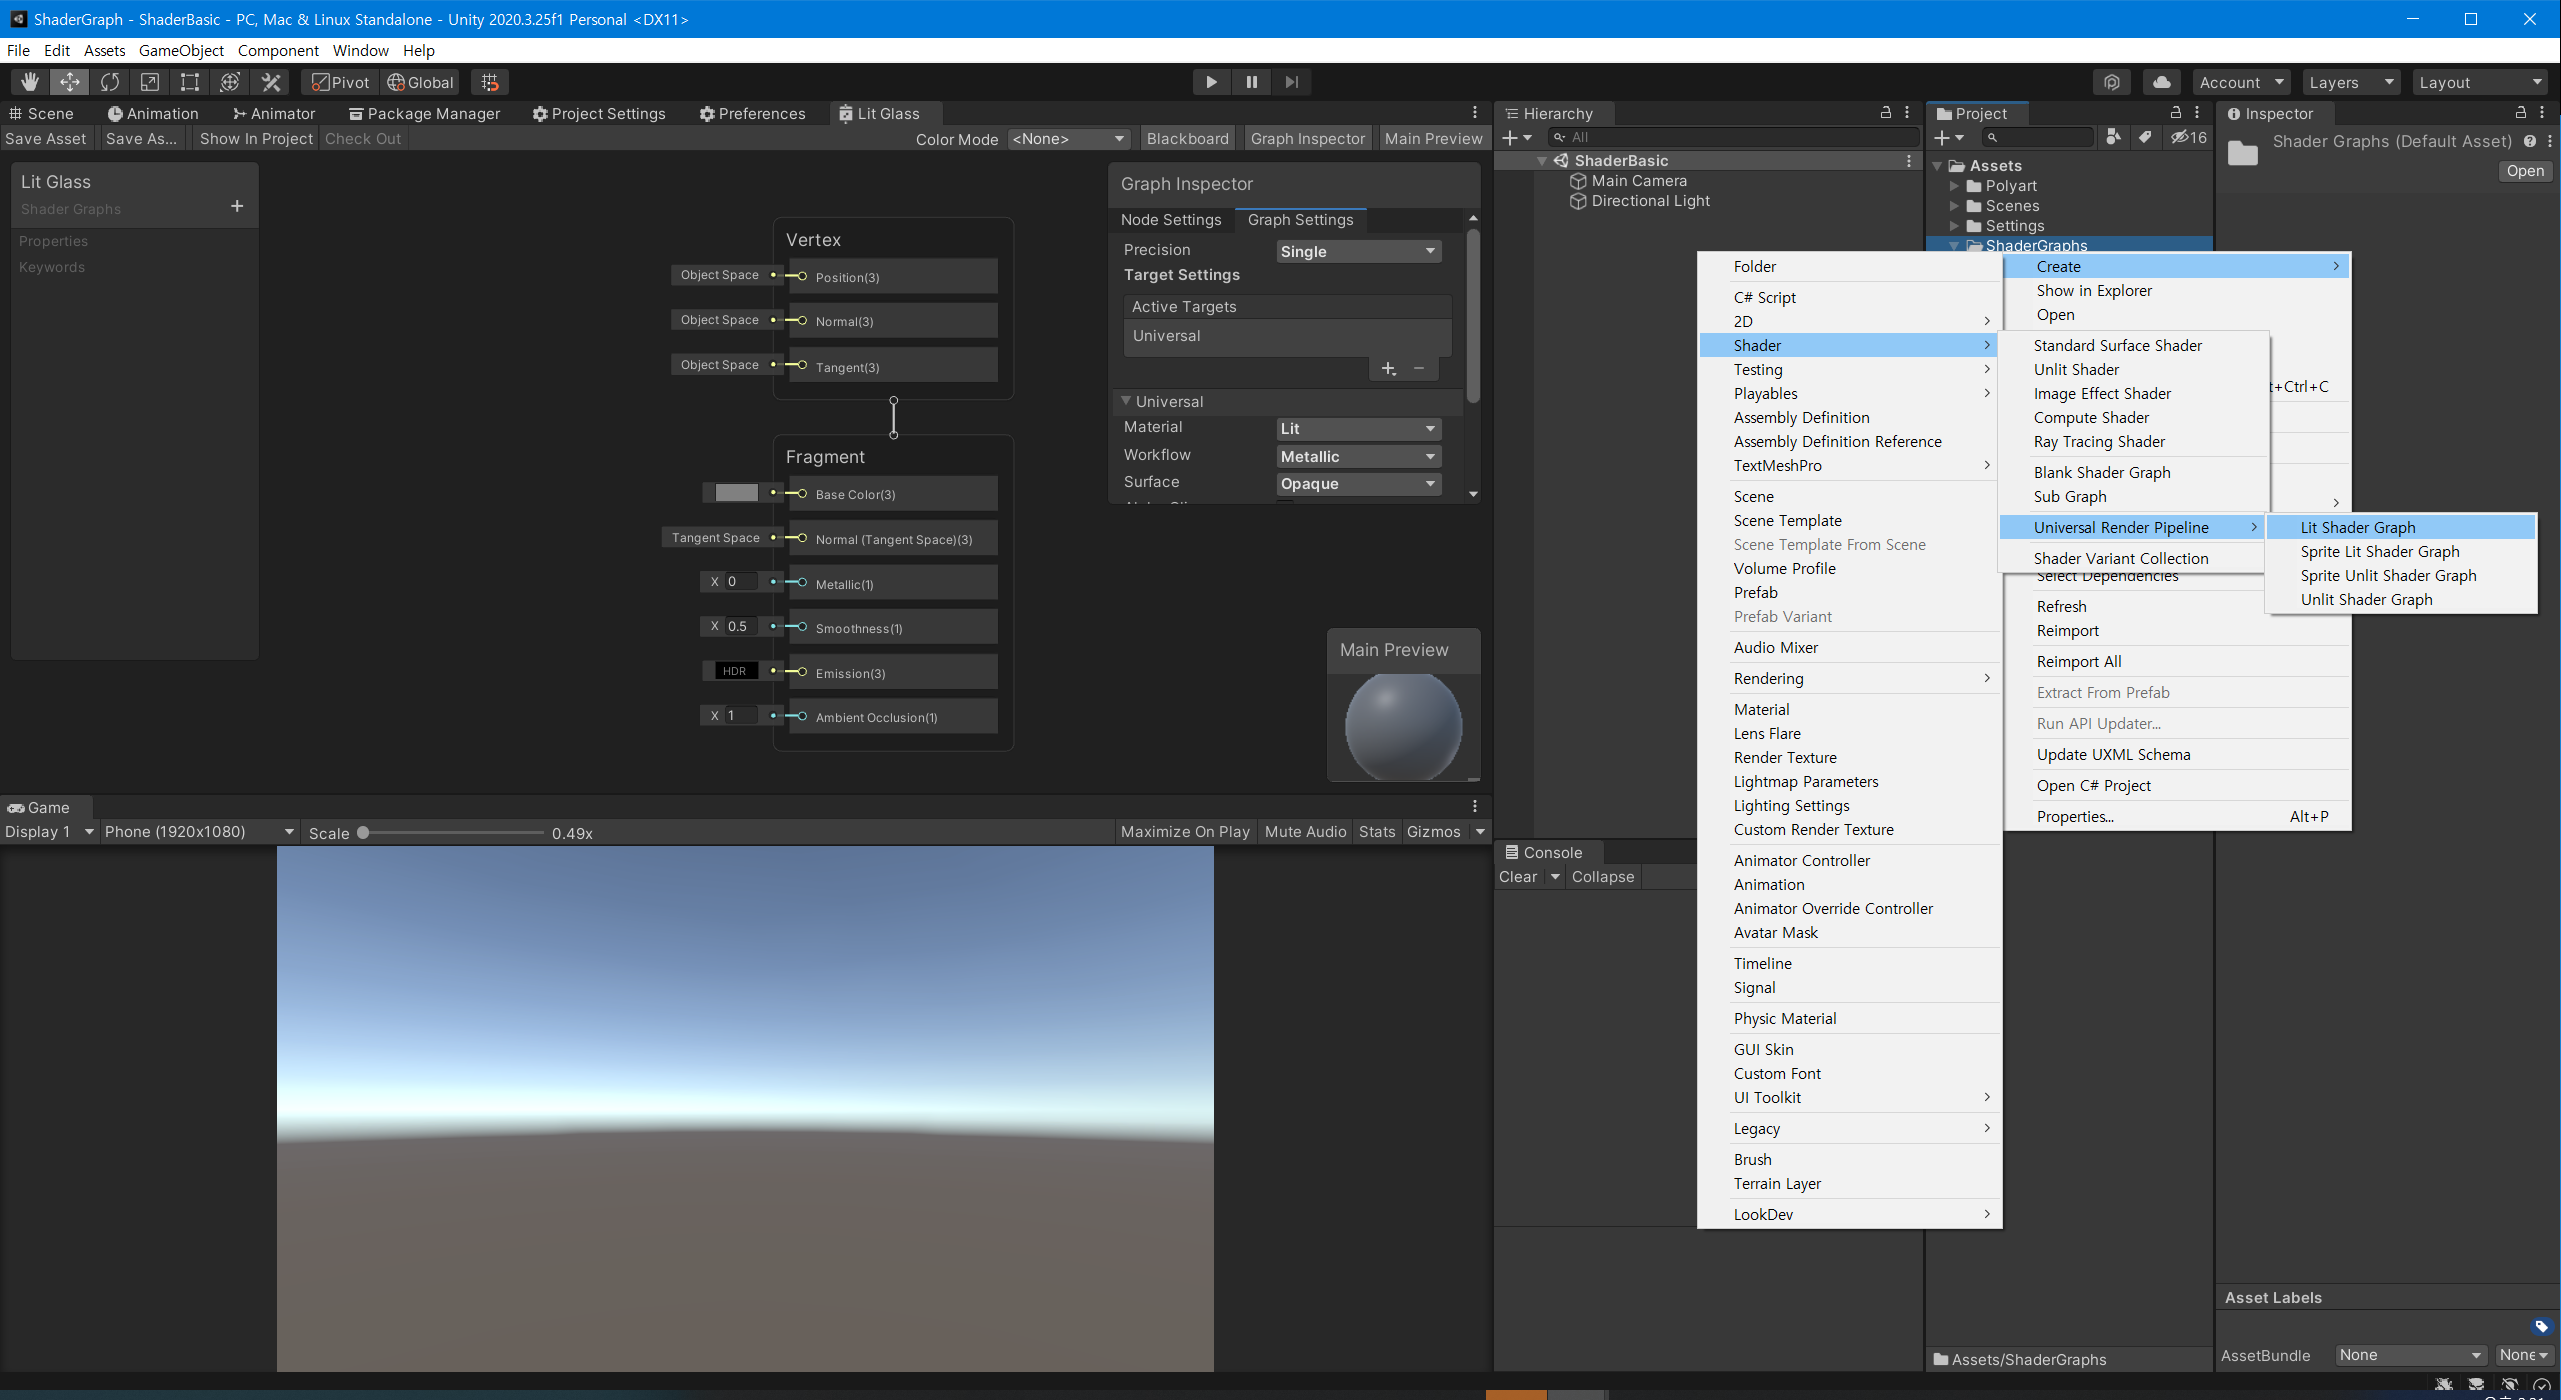 ShaderGraph - ShaderBasic - PC, Mac & Linux Standalone - Unity 2020.3.25f1 Personal <DX11>
File Edit Assets GameObject Component Window Help
Pivot Global Account Layers Layout
Scene Animation Animator Package Manager Project Settings Preferences Lit Glass
Save Asset Save As... Show In Project Check Out Color Mode <None> Blackboard Graph Inspector Main Preview
Lit Glass
Shader Graphs
Properties
Keywords
Vertex
Object Space Position(3)
Object Space Normal(3)
Object Space Tangent(3)
Fragment
Base Color(3)
Tangent Space Normal (Tangent Space)(3)
X 0 Metallic(1)
X 0.5 Smoothness(1)
HDR Emission(3)
X 1 Ambient Occlusion(1)
Graph Inspector
Node Settings Graph Settings
Precision Single
Target Settings
Active Targets
Universal
Universal
Material Lit
Workflow Metallic
Surface Opaque
Main Preview
Game
Display 1 Phone (1920x1080) Scale 0.49x Maximize On Play Mute Audio Stats Gizmos
Hierarchy
All
ShaderBasic
Main Camera
Directional Light
Console
Clear Collapse
Project
16
Assets
Polyart
Scenes
Settings
ShaderGraphs
Assets/ShaderGraphs
Inspector
Shader Graphs (Default Asset)
Open
Asset Labels
AssetBundle None None
Create
Show in Explorer
Open
t+Ctrl+C
Select Dependencies
Refresh
Reimport
Reimport All
Extract From Prefab
Run API Updater...
Update UXML Schema
Open C# Project
Properties... Alt+P
Folder
C# Script
2D
Shader
Testing
Playables
Assembly Definition
Assembly Definition Reference
TextMeshPro
Scene
Scene Template
Scene Template From Scene
Volume Profile
Prefab
Prefab Variant
Audio Mixer
Rendering
Material
Lens Flare
Render Texture
Lightmap Parameters
Lighting Settings
Custom Render Texture
Animator Controller
Animation
Animator Override Controller
Avatar Mask
Timeline
Signal
Physic Material
GUI Skin
Custom Font
UI Toolkit
Legacy
Brush
Terrain Layer
LookDev
Standard Surface Shader
Unlit Shader
Image Effect Shader
Compute Shader
Ray Tracing Shader
Blank Shader Graph
Sub Graph
Universal Render Pipeline
Shader Variant Collection
Lit Shader Graph
Sprite Lit Shader Graph
Sprite Unlit Shader Graph
Unlit Shader Graph